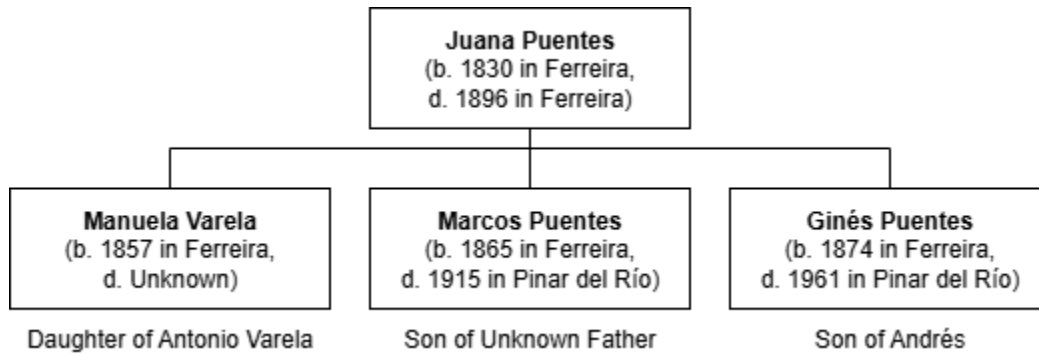 Juana Puentes
(b. 1830 in Ferreira,
d. 1896 in Ferreira)
Manuela Varela
(b. 1857 in Ferreira,
d. Unknown)
Daughter of Antonio Varela
Marcos Puentes
(b. 1865 in Ferreira,
d. 1915 in Pinar del Río)
Son of Unknown Father
Ginés Puentes
(b. 1874 in Ferreira,
d. 1961 in Pinar del Río)
Son of Andrés